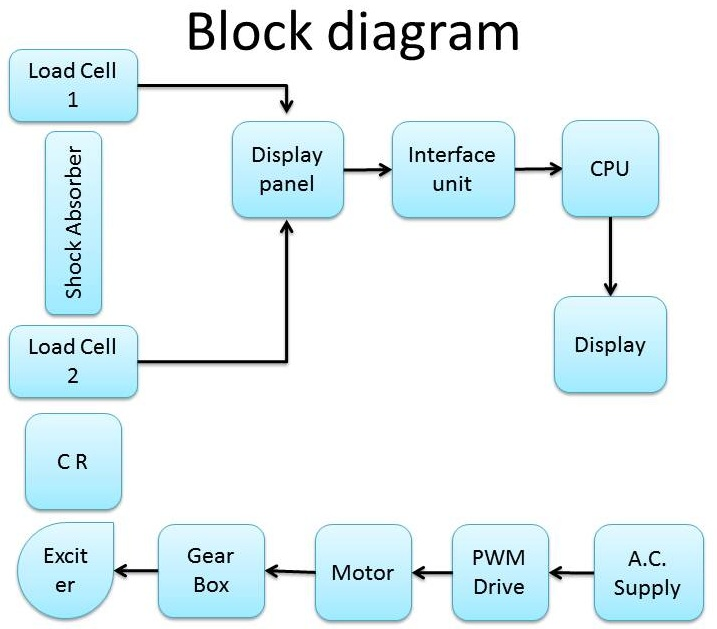 Block diagram
Load Cell
1
Shock Absorber
Load Cell
2
Display
panel
Interface
unit
CPU
Display
C R
Excit
er
Gear
Box
Motor
PWM
Drive
A.C.
Supply